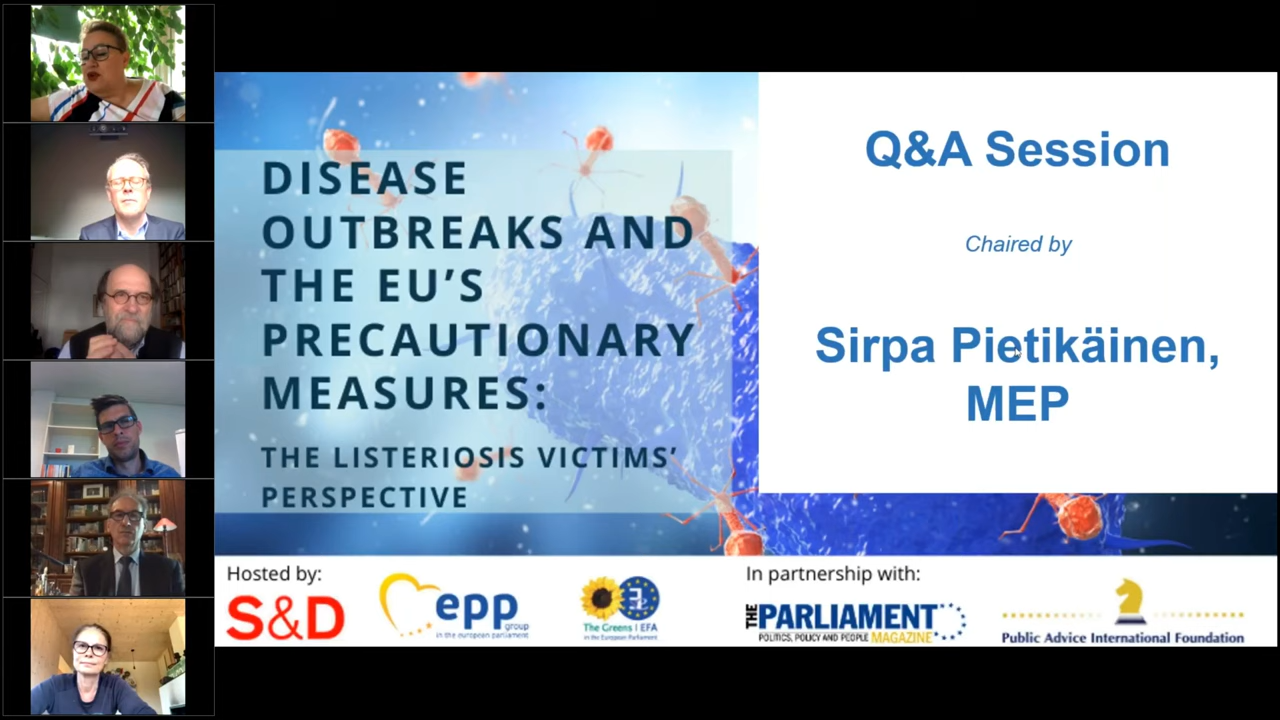 DISEASE
OUTBREAKS AND
THE EU'S
PRECAUTIONARY
MEASURES:
THE LISTERIOSIS VICTIMS'
PERSPECTIVE
Q&A Session
Chaired by
Sirpa Pietikäinen,
MEP
Hosted by:
S&D
epp
group
in the european parliament
The Greens | EFA
in the European Parliament
In partnership with:
THE PARLIAMENT
POLITICS, POLICY AND PEOPLE MAGAZINE
Public Advice International Foundation